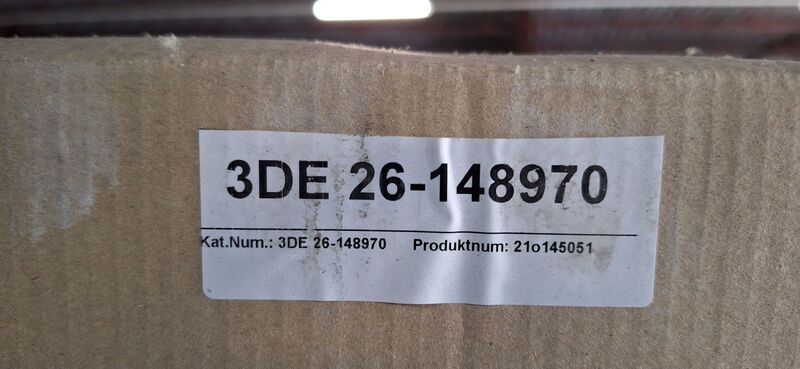 3DE 26-148970
Kat.Num.: 3DE 26-148970 Produktnum: 21o145051